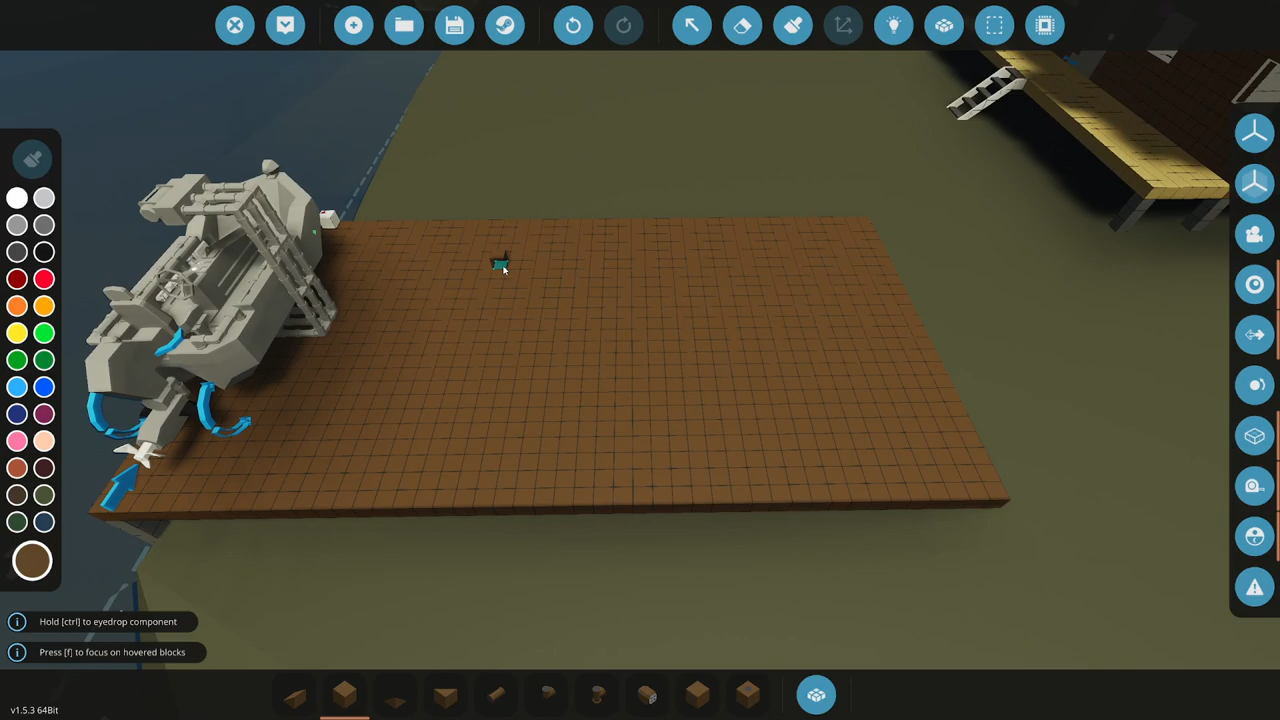 Hold [ctrl] to eyedrop component
Press [f] to focus on hovered blocks
v1.5.3 64Bit